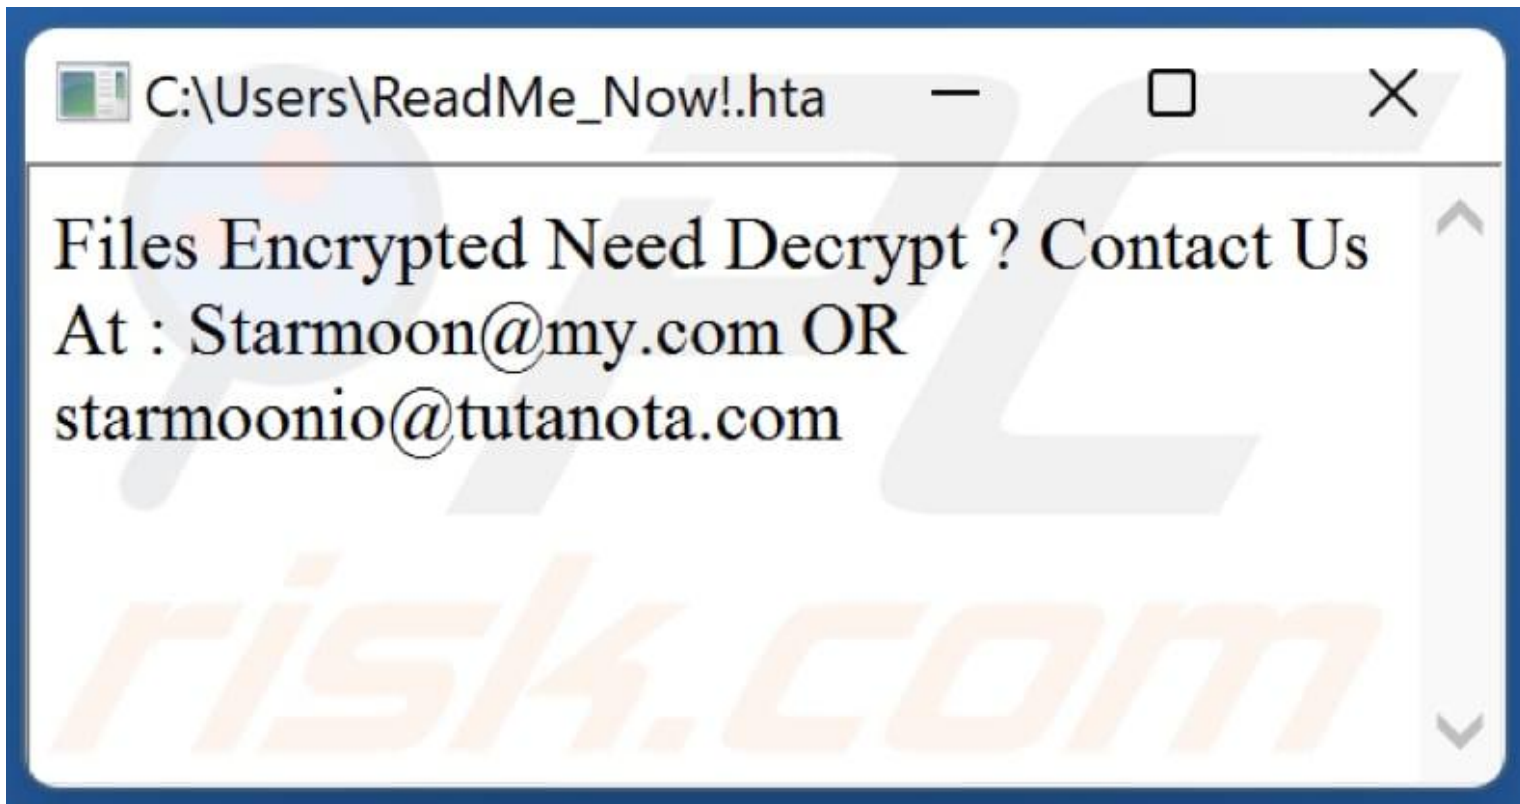 C:\Users\ReadMe_Now!.hta
Files Encrypted Need Decrypt ? Contact Us
At : Starmoon@my.com OR
starmoonio@tutanota.com
PC
risk.com